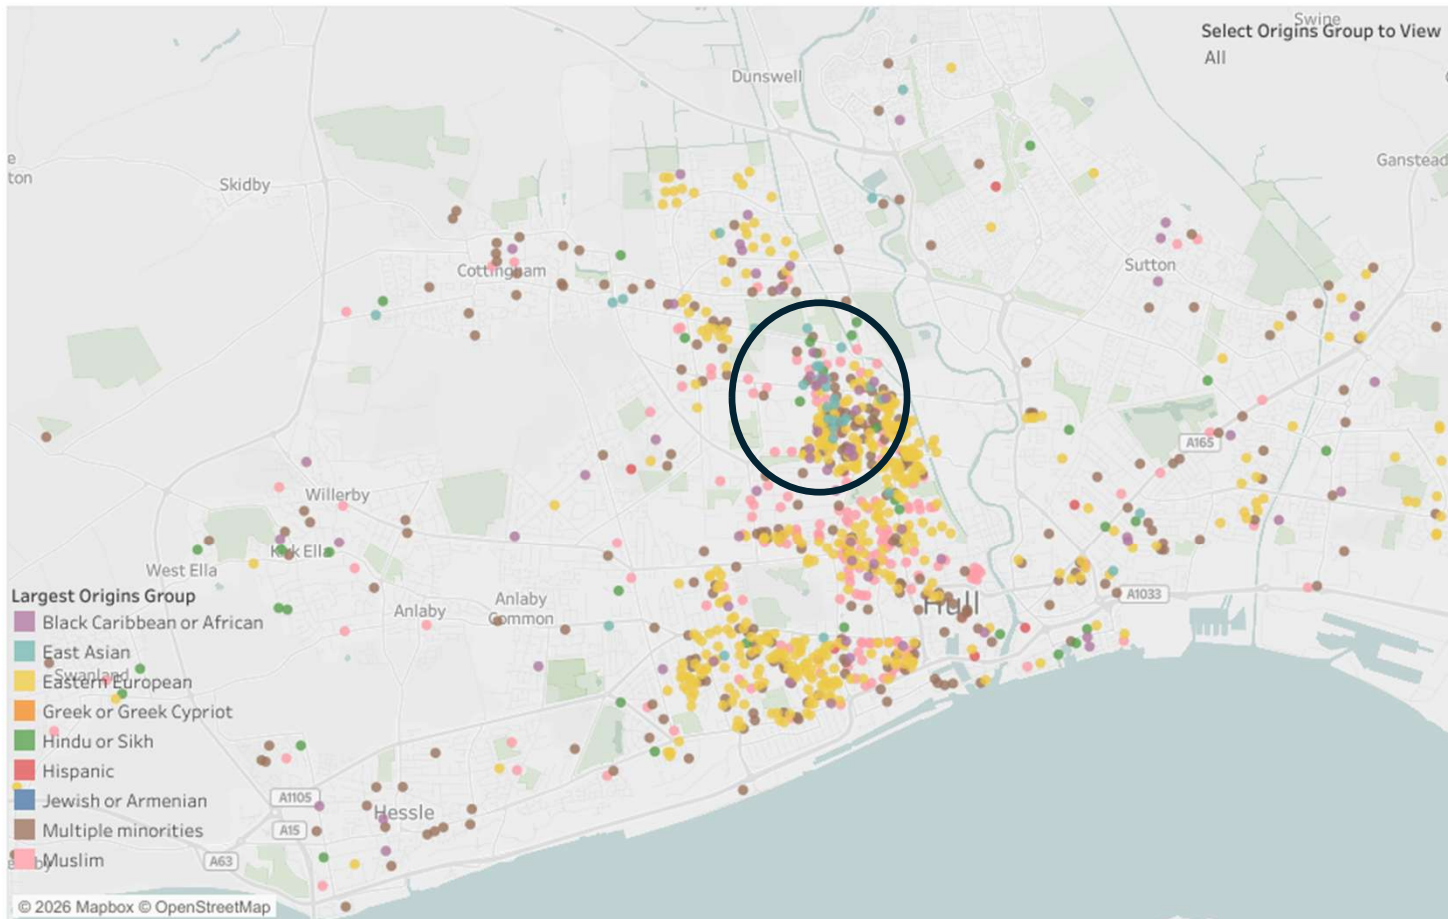 Swine
Select Origins Group to View
All
Dunswell
Ganstead
e
ton
Skidby
Cottingham
Sutton
A165
Willerby
Kirk Ella
West Ella
Anlaby
Anlaby
Common
Hull
A1033
Largest Origins Group
Black Caribbean or African
East Asian
Swanland
Eastern European
Greek or Greek Cypriot
Hindu or Sikh
Hispanic
Jewish or Armenian
Multiple minorities
Muslim
A1105
Hessle
A15
A63
© 2026 Mapbox © OpenStreetMap